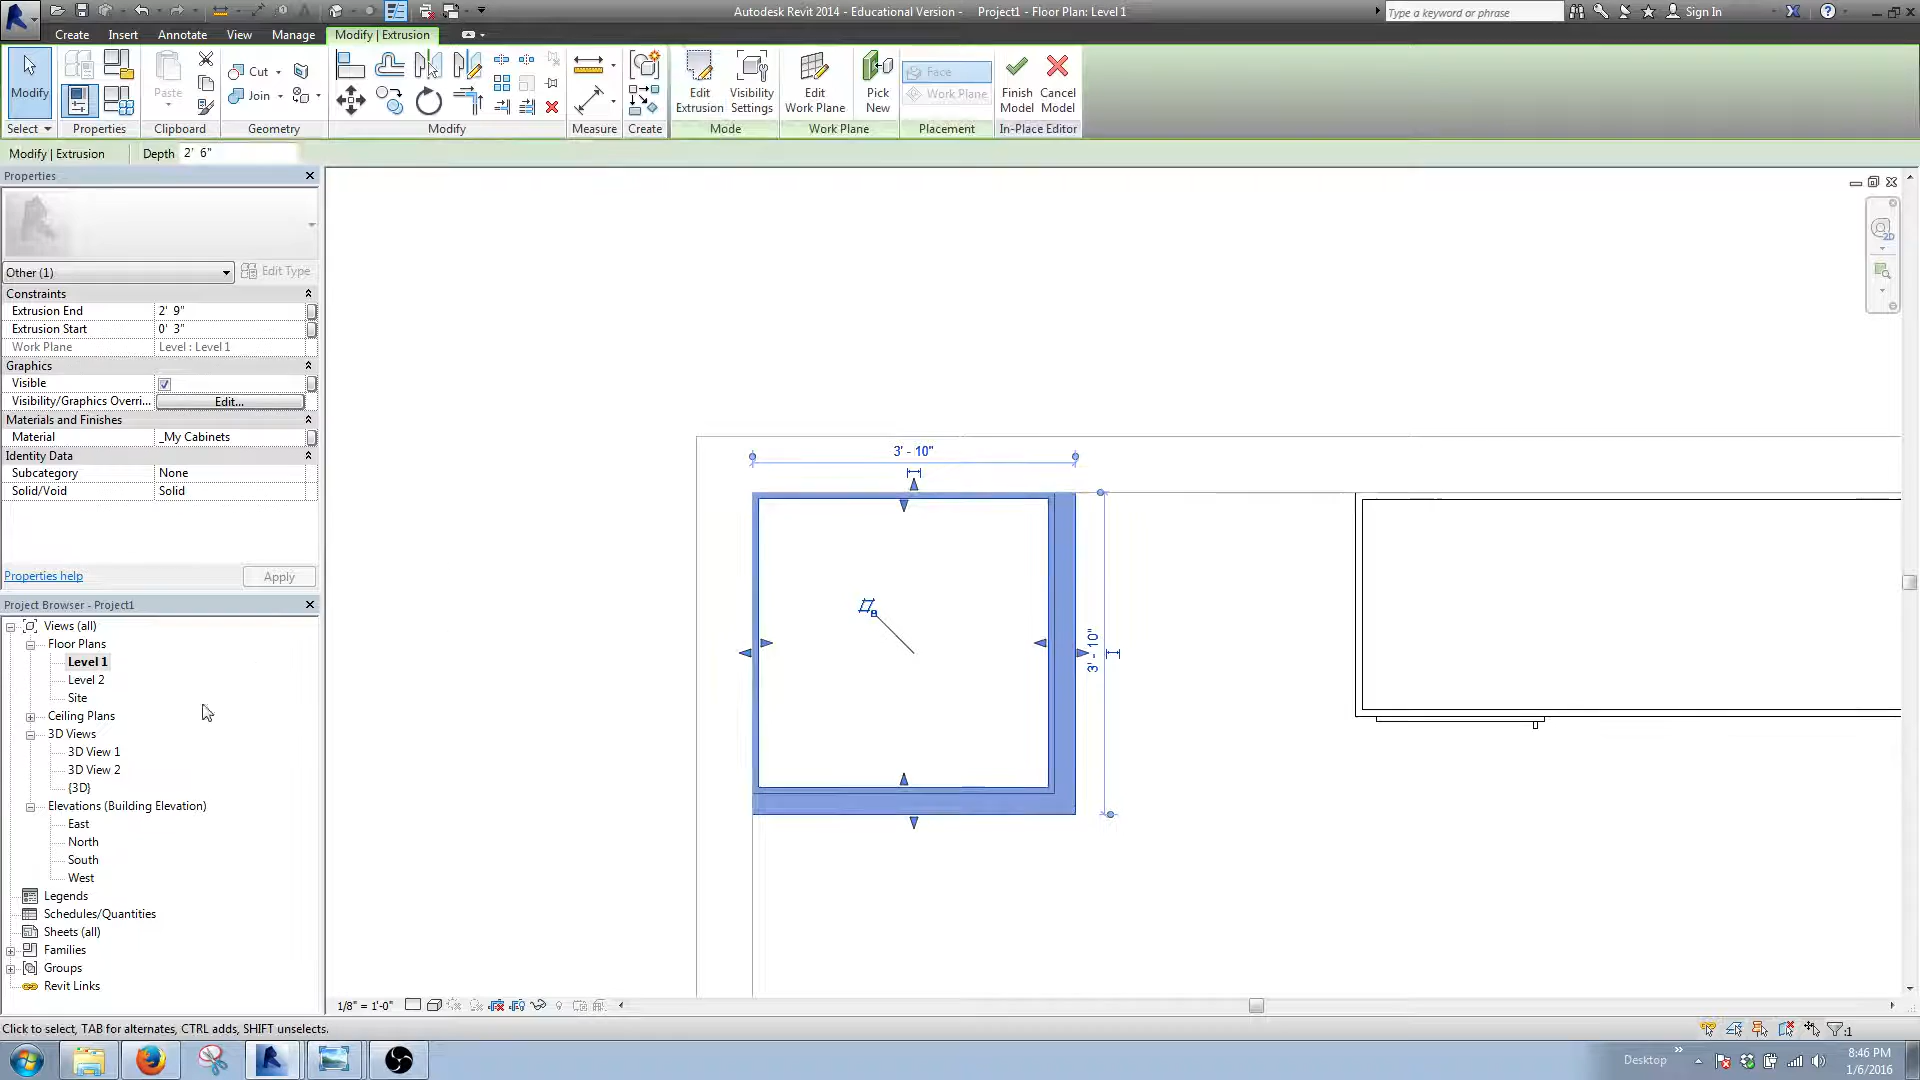 Autodesk Revit 2014 - Educational Version -     Project1 - Floor Plan: Level 1
Type a keyword or phrase
Sign In
Create Insert Annotate View Manage Modify | Extrusion
Modify
Paste
Cut
Join
Edit Extrusion
Visibility Settings
Edit Work Plane
Pick New
Face
Work Plane
Finish Model
Cancel Model
Select Properties Clipboard Geometry Modify Measure Create Mode Work Plane Placement In-Place Editor
Modify | Extrusion Depth 2' 6"
Properties
Other (1) Edit Type
Constraints
Extrusion End 2' 9"
Extrusion Start 0' 3"
Work Plane Level : Level 1
Graphics
Visible
Visibility/Graphics Overri... Edit...
Materials and Finishes
Material _My Cabinets
Identity Data
Subcategory None
Solid/Void Solid
Properties help Apply
Project Browser - Project1
Views (all)
Floor Plans
Level 1
Level 2
Site
Ceiling Plans
3D Views
3D View 1
3D View 2
{3D}
Elevations (Building Elevation)
East
North
South
West
Legends
Schedules/Quantities
Sheets (all)
Families
Groups
Revit Links
3' - 10"
3' - 10"
2D
1/8" = 1'-0"
Click to select, TAB for alternates, CTRL adds, SHIFT unselects.
:1
Desktop
8:46 PM
1/6/2016